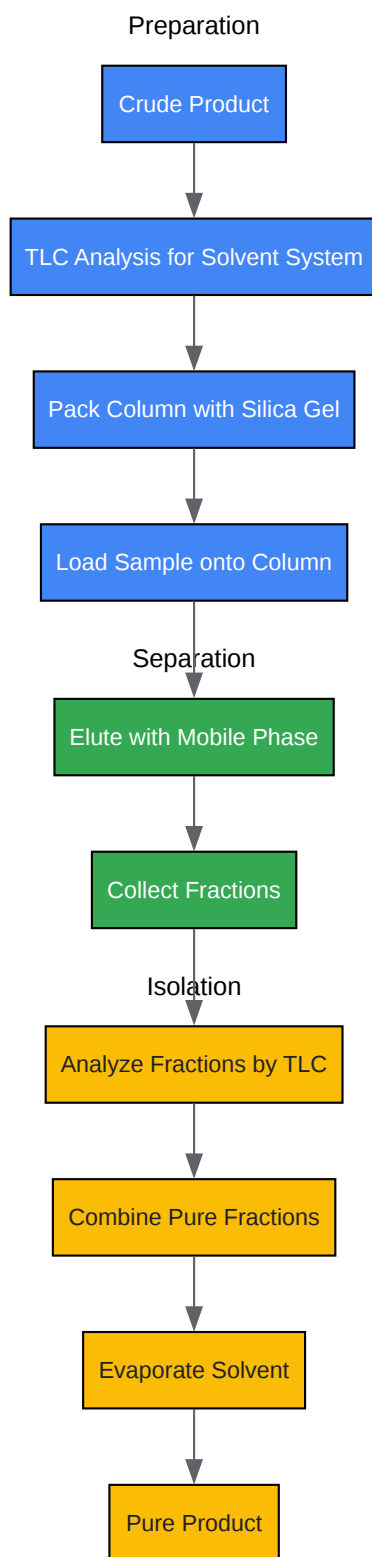 Preparation
Crude Product
TLC Analysis for Solvent System
Pack Column with Silica Gel
Load Sample onto Column
Separation
Elute with Mobile Phase
Collect Fractions
Isolation
Analyze Fractions by TLC
Combine Pure Fractions
Evaporate Solvent
Pure Product